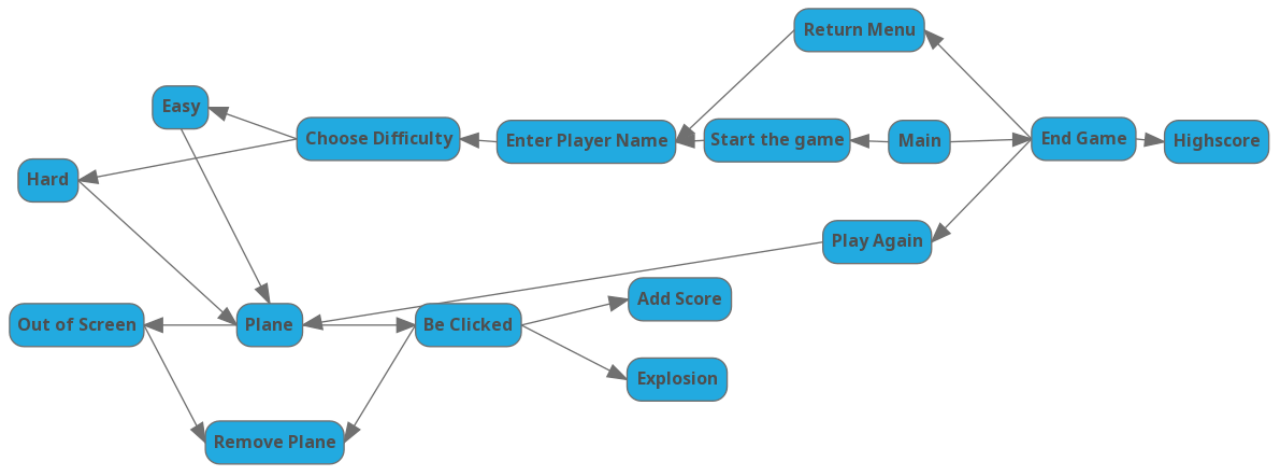 Return Menu
Easy
Choose Difficulty
Enter Player Name
Start the game
Main
End Game
Highscore
Hard
Play Again
Out of Screen
Plane
Be Clicked
Add Score
Explosion
Remove Plane